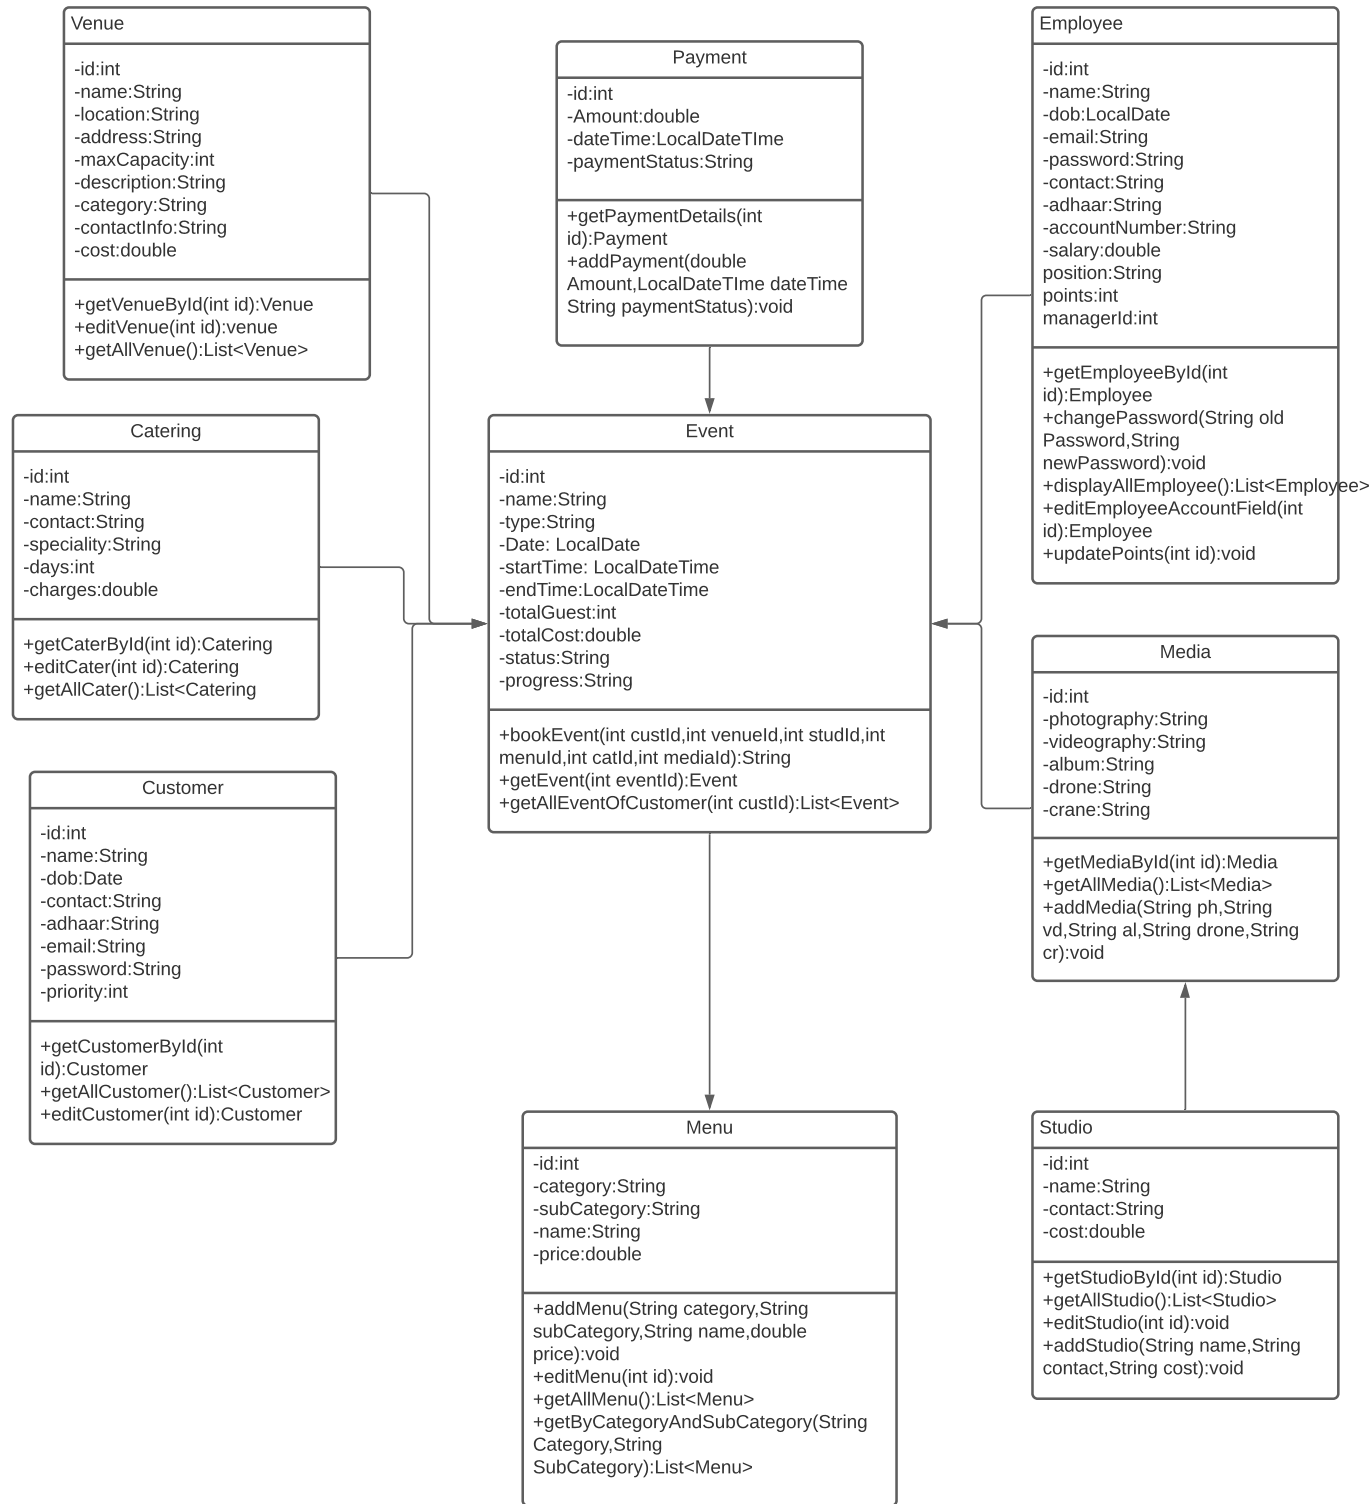 Venue
-id:int
-name:String
-location:String
-address:String
-maxCapacity:int
-description:String
-category:String
-contactInfo:String
-cost:double
+getVenueById(int id):Venue
+editVenue(int id):venue
+getAllVenue():List<Venue>
Payment
-id:int
-Amount:double
-dateTime:LocalDateTIme
-paymentStatus:String
+getPaymentDetails(int
id):Payment
+addPayment(double
Amount,LocalDateTIme dateTime
String paymentStatus):void
Employee
-id:int
-name:String
-dob:LocalDate
-email:String
-password:String
-contact:String
-adhaar:String
-accountNumber:String
-salary:double
position:String
points:int
managerId:int
+getEmployeeById(int
id):Employee
+changePassword(String old
Password,String
newPassword):void
+displayAllEmployee():List<Employee>
+editEmployeeAccountField(int
id):Employee
+updatePoints(int id):void
Catering
-id:int
-name:String
-contact:String
-speciality:String
-days:int
-charges:double
+getCaterById(int id):Catering
+editCater(int id):Catering
+getAllCater():List<Catering
Event
-id:int
-name:String
-type:String
-Date: LocalDate
-startTime: LocalDateTime
-endTime:LocalDateTime
-totalGuest:int
-totalCost:double
-status:String
-progress:String
+bookEvent(int custId,int venueId,int studId,int
menuId,int catId,int mediaId):String
+getEvent(int eventId):Event
+getAllEventOfCustomer(int custId):List<Event>
Media
-id:int
-photography:String
-videography:String
-album:String
-drone:String
-crane:String
+getMediaById(int id):Media
+getAllMedia():List<Media>
+addMedia(String ph,String
vd,String al,String drone,String
cr):void
Customer
-id:int
-name:String
-dob:Date
-contact:String
-adhaar:String
-email:String
-password:String
-priority:int
+getCustomerById(int
id):Customer
+getAllCustomer():List<Customer>
+editCustomer(int id):Customer
Menu
-id:int
-category:String
-subCategory:String
-name:String
-price:double
+addMenu(String category,String
subCategory,String name,double
price):void
+editMenu(int id):void
+getAllMenu():List<Menu>
+getByCategoryAndSubCategory(String
Category,String
SubCategory):List<Menu>
Studio
-id:int
-name:String
-contact:String
-cost:double
+getStudioById(int id):Studio
+getAllStudio():List<Studio>
+editStudio(int id):void
+addStudio(String name,String
contact,String cost):void